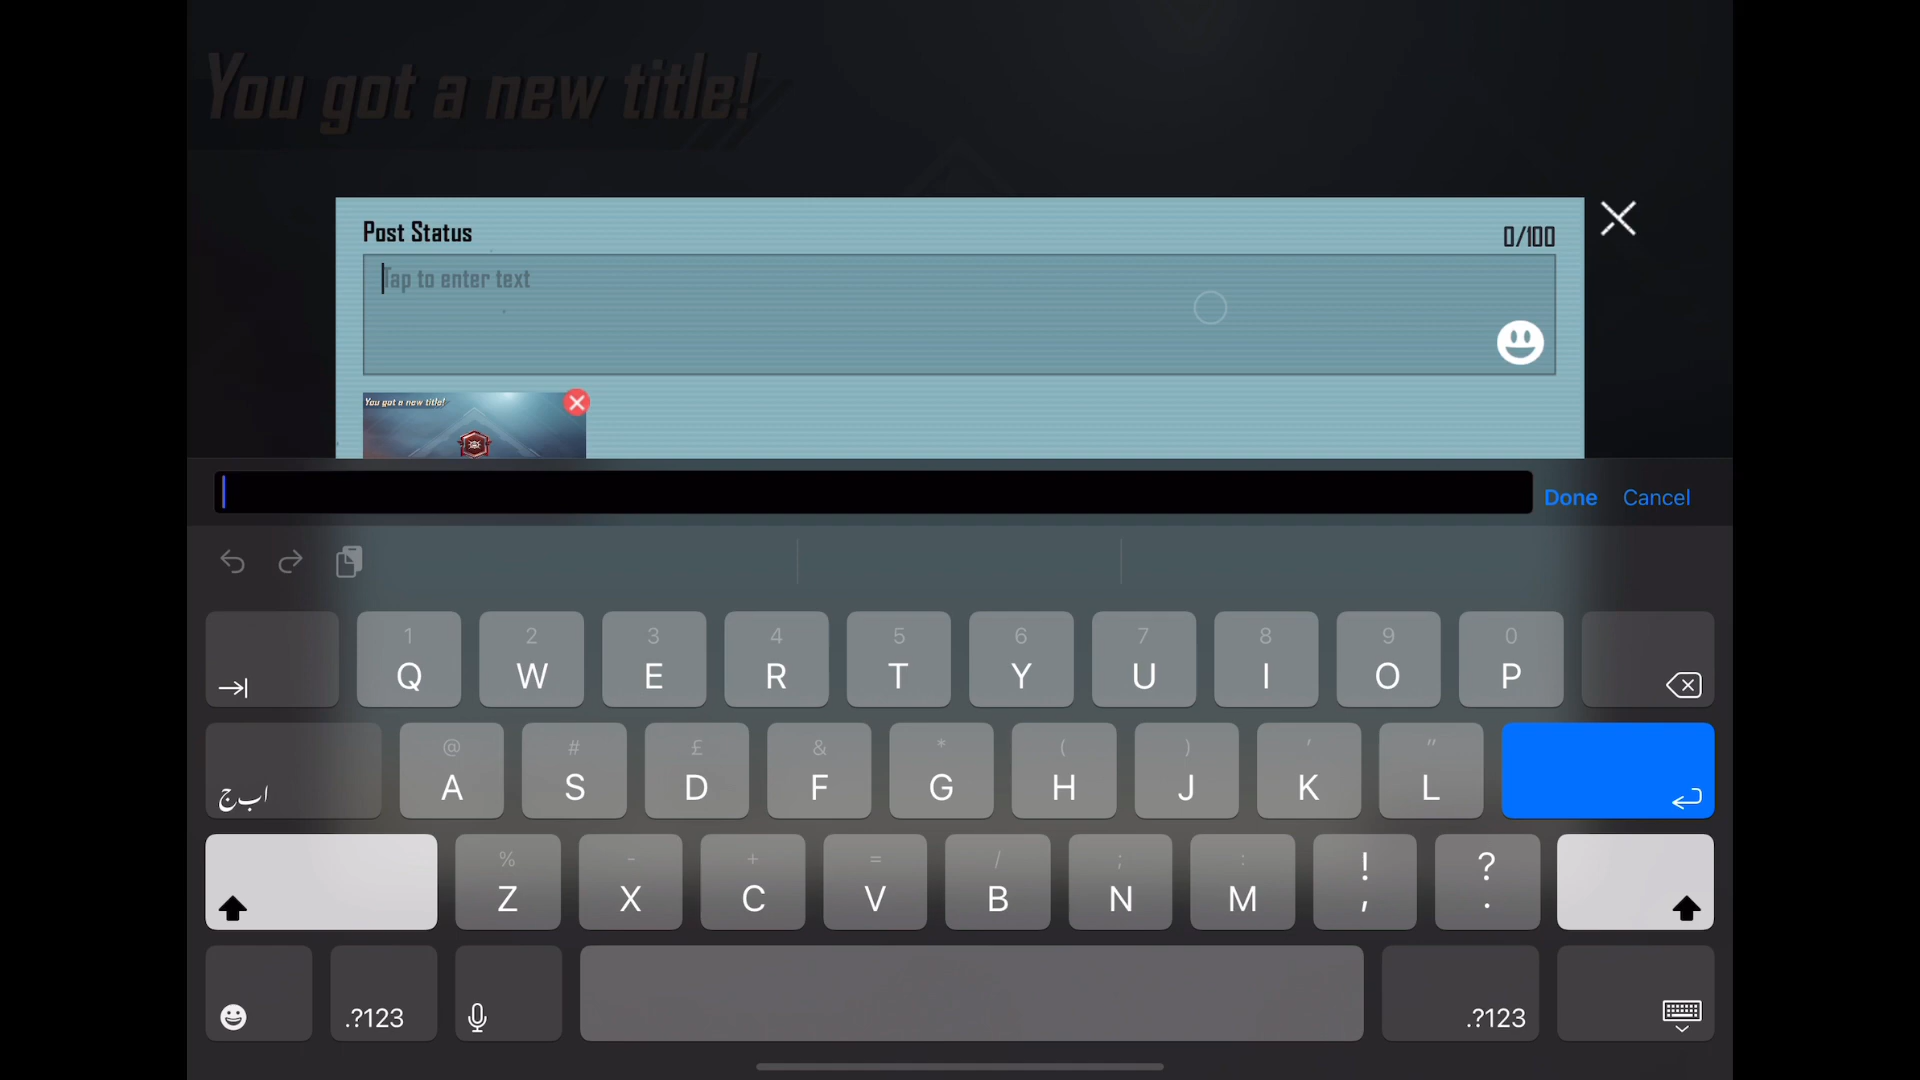 You got a new title!
Post Status
0/100
Tap to enter text
You got a new title!
Done Cancel
1 2 3 4 5 6 7 8 9 0
Q W E R T Y U I O P
@ # £ & * ( ) ' "
ا ب ج A S D F G H J K L
% - + = / ; : ! ?
Z X C V B N M , .
.?123 .?123